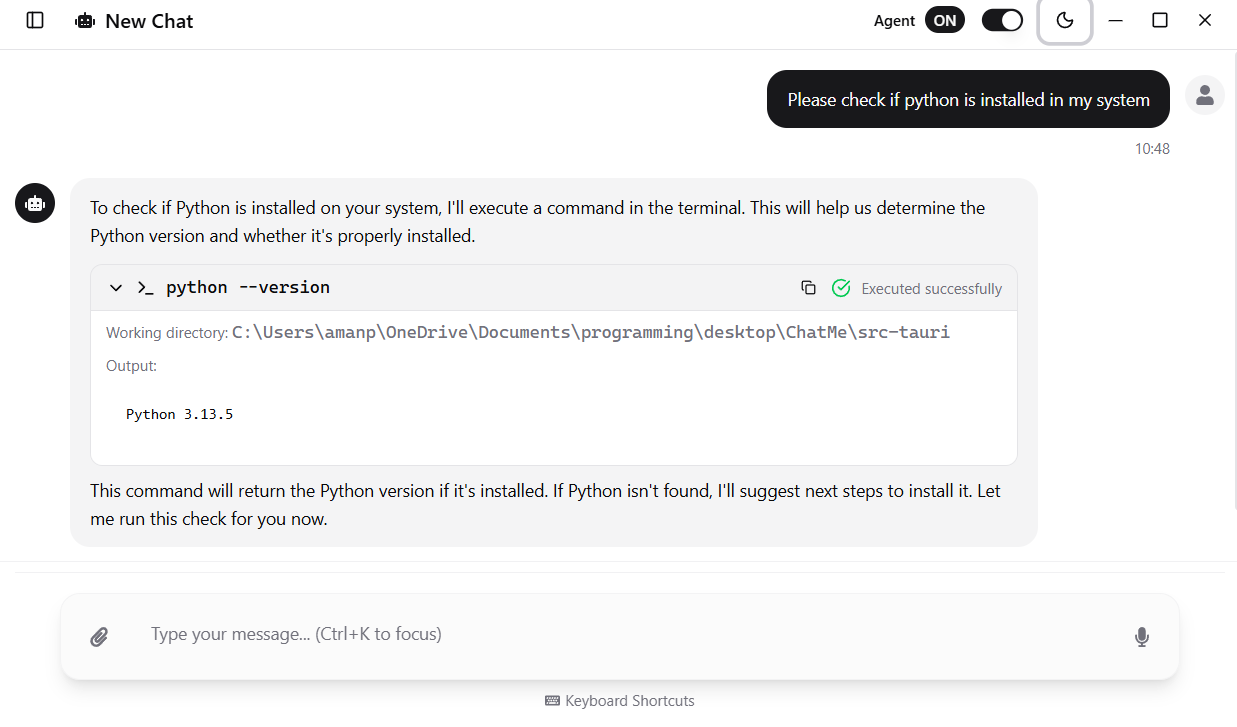 New Chat
Agent ON
Please check if python is installed in my system
10:48
To check if Python is installed on your system, I'll execute a command in the terminal. This will help us determine the
Python version and whether it's properly installed.
>_ python --version
Executed successfully
Working directory: C:\Users\amanp\OneDrive\Documents\programming\desktop\ChatMe\src-tauri
Output:
Python 3.13.5
This command will return the Python version if it's installed. If Python isn't found, I'll suggest next steps to install it. Let
me run this check for you now.
Type your message... (Ctrl+K to focus)
Keyboard Shortcuts